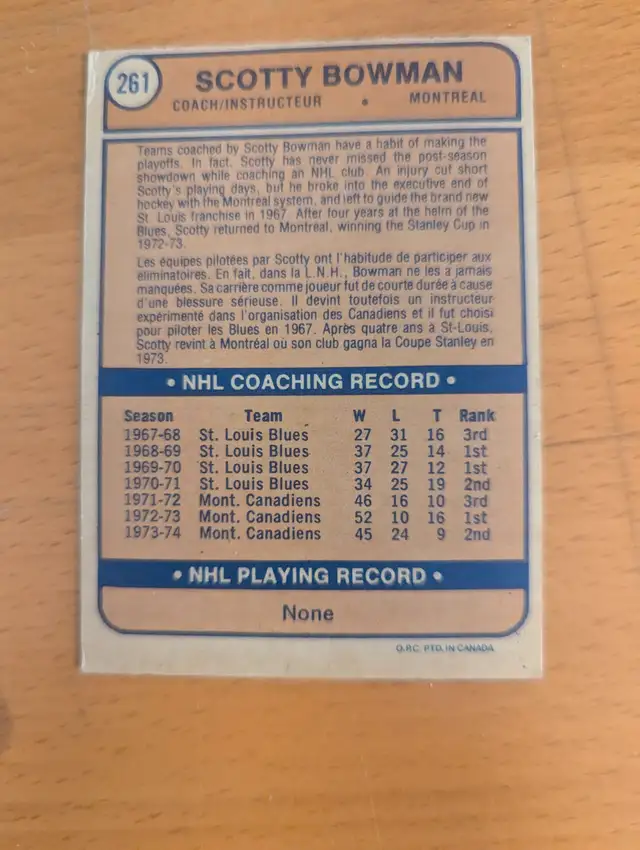 261
SCOTTY BOWMAN
COACH/INSTRUCTEUR • MONTREAL
Teams coached by Scotty Bowman have a habit of making the
playoffs. In fact, Scotty has never missed the post-season
showdown while coaching an NHL club. An injury cut short
Scotty's playing days, but he broke into the executive end of
hockey with the Montreal system, and left to guide the brand new
St. Louis franchise in 1967. After four years at the helm of the
Blues, Scotty returned to Montreal, winning the Stanley Cup in
1972-73.
Les équipes pilotées par Scotty ont l'habitude de participer aux
éliminatoires. En fait, dans la L.N.H., Bowman ne les a jamais
manquées. Sa carrière comme joueur fut de courte durée à cause
d'une blessure sérieuse. Il devint toutefois un instructeur
expérimenté dans l'organisation des Canadiens et il fut choisi
pour piloter les Blues en 1967. Après quatre ans à St-Louis,
Scotty revint à Montréal où son club gagna la Coupe Stanley en
1973.
• NHL COACHING RECORD •
Season Team W L T Rank
1967-68 St. Louis Blues 27 31 16 3rd
1968-69 St. Louis Blues 37 25 14 1st
1969-70 St. Louis Blues 37 27 12 1st
1970-71 St. Louis Blues 34 25 19 2nd
1971-72 Mont. Canadiens 46 16 10 3rd
1972-73 Mont. Canadiens 52 10 16 1st
1973-74 Mont. Canadiens 45 24 9 2nd
• NHL PLAYING RECORD •
None
O.P.C. PTD. IN CANADA